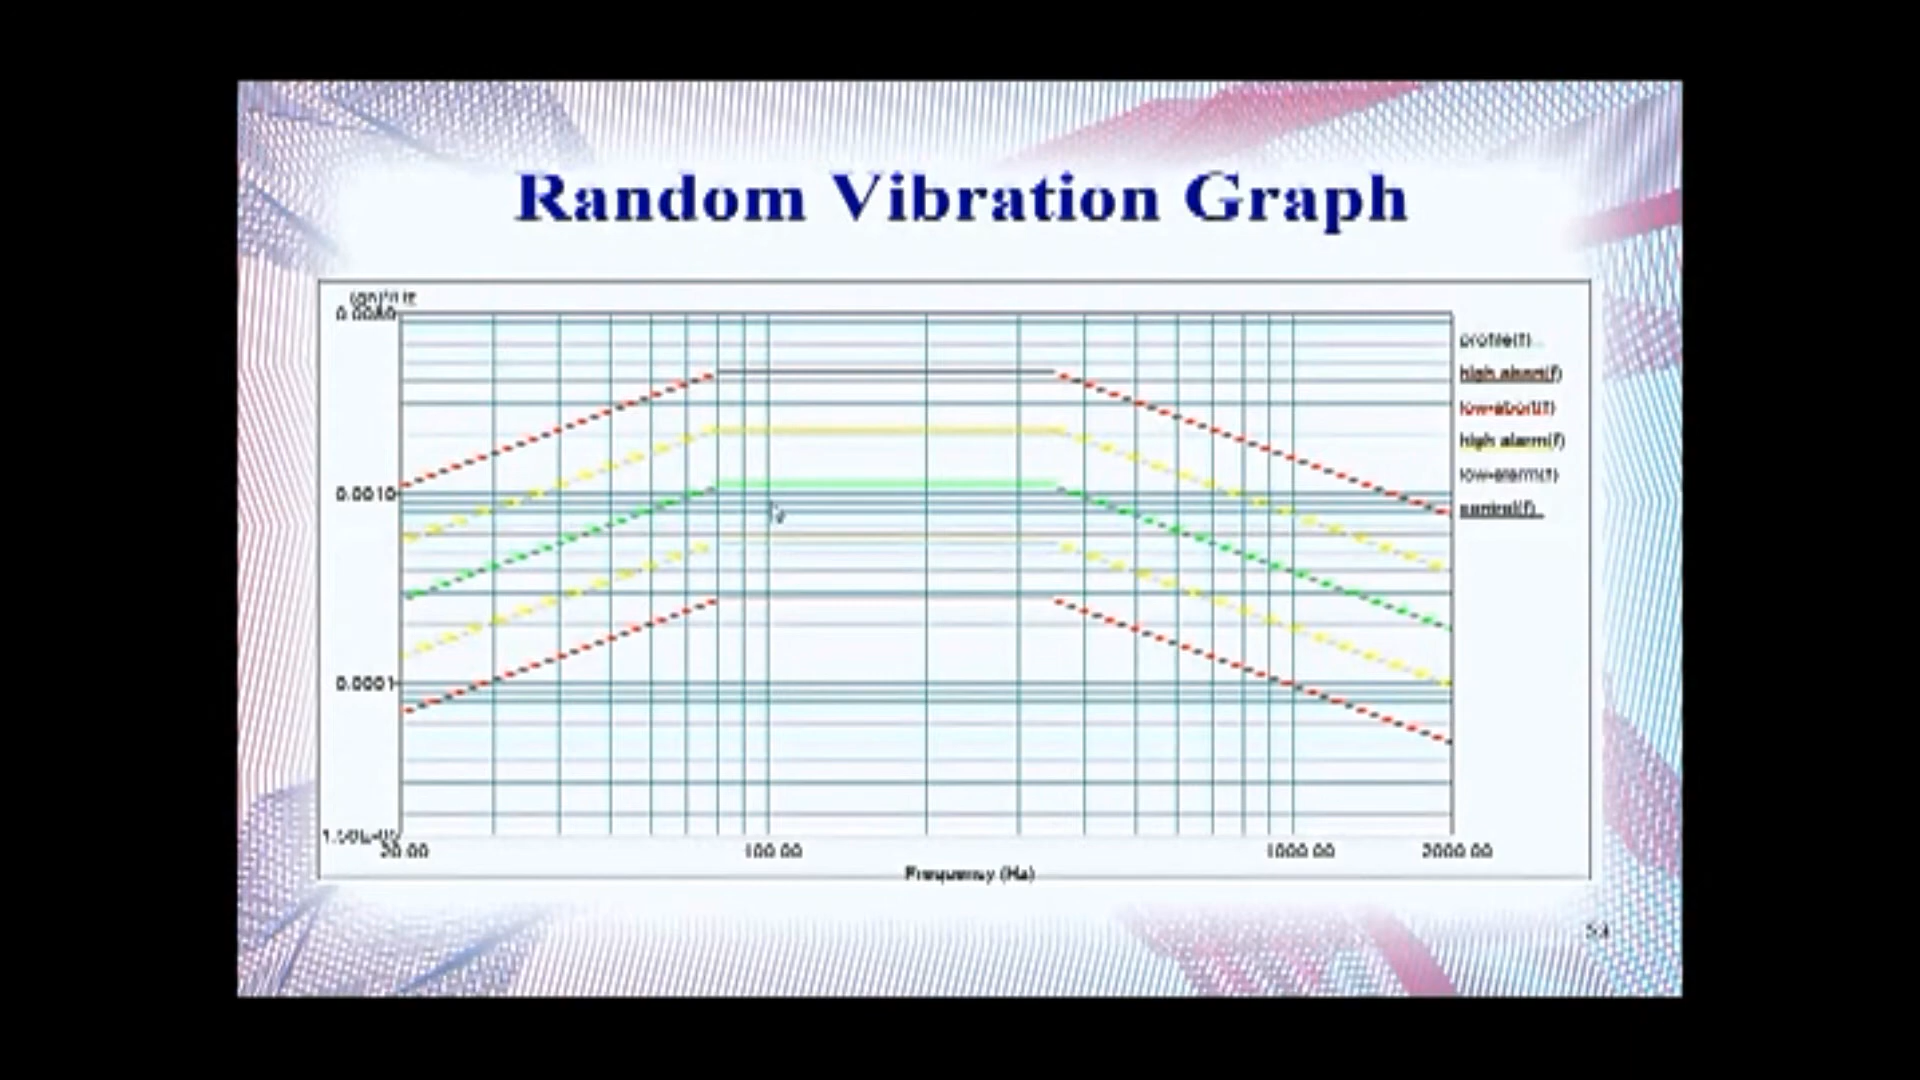 Random Vibration Graph
profile(f)
high-abort(f)
low-abort(f)
high-alarm(f)
0.0010
low-alarm(f)
control(f)
0.0001
20.00 100.00 1000.00 2000.00
Frequency (Hz)